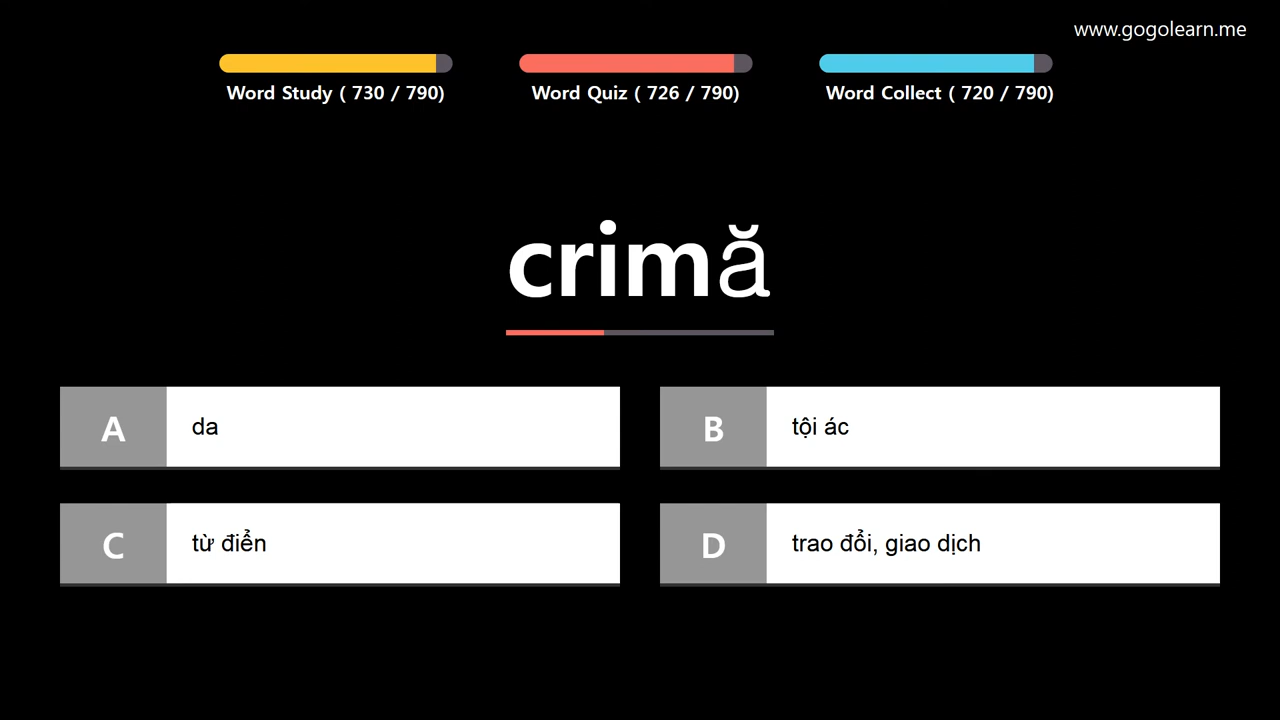 www.gogolearn.me
Word Study ( 730 / 790)
Word Quiz ( 726 / 790)
Word Collect ( 720 / 790)
crimă
A da
B tội ác
C từ điển
D trao đổi, giao dịch